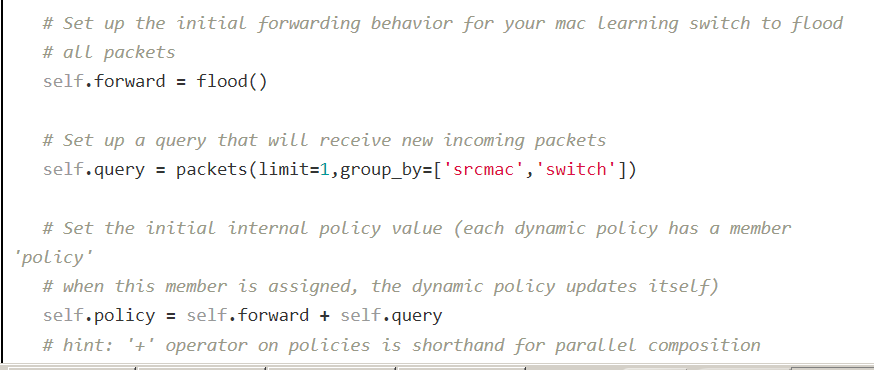 # Set up the initial forwarding behavior for your mac learning switch to flood
# all packets
self.forward = flood()
# Set up a query that will receive new incoming packets
self.query = packets(limit=1,group_by=['srcmac','switch'])
# Set the initial internal policy value (each dynamic policy has a member
'policy'
# when this member is assigned, the dynamic policy updates itself)
self.policy = self.forward + self.query
# hint: '+' operator on policies is shorthand for parallel composition